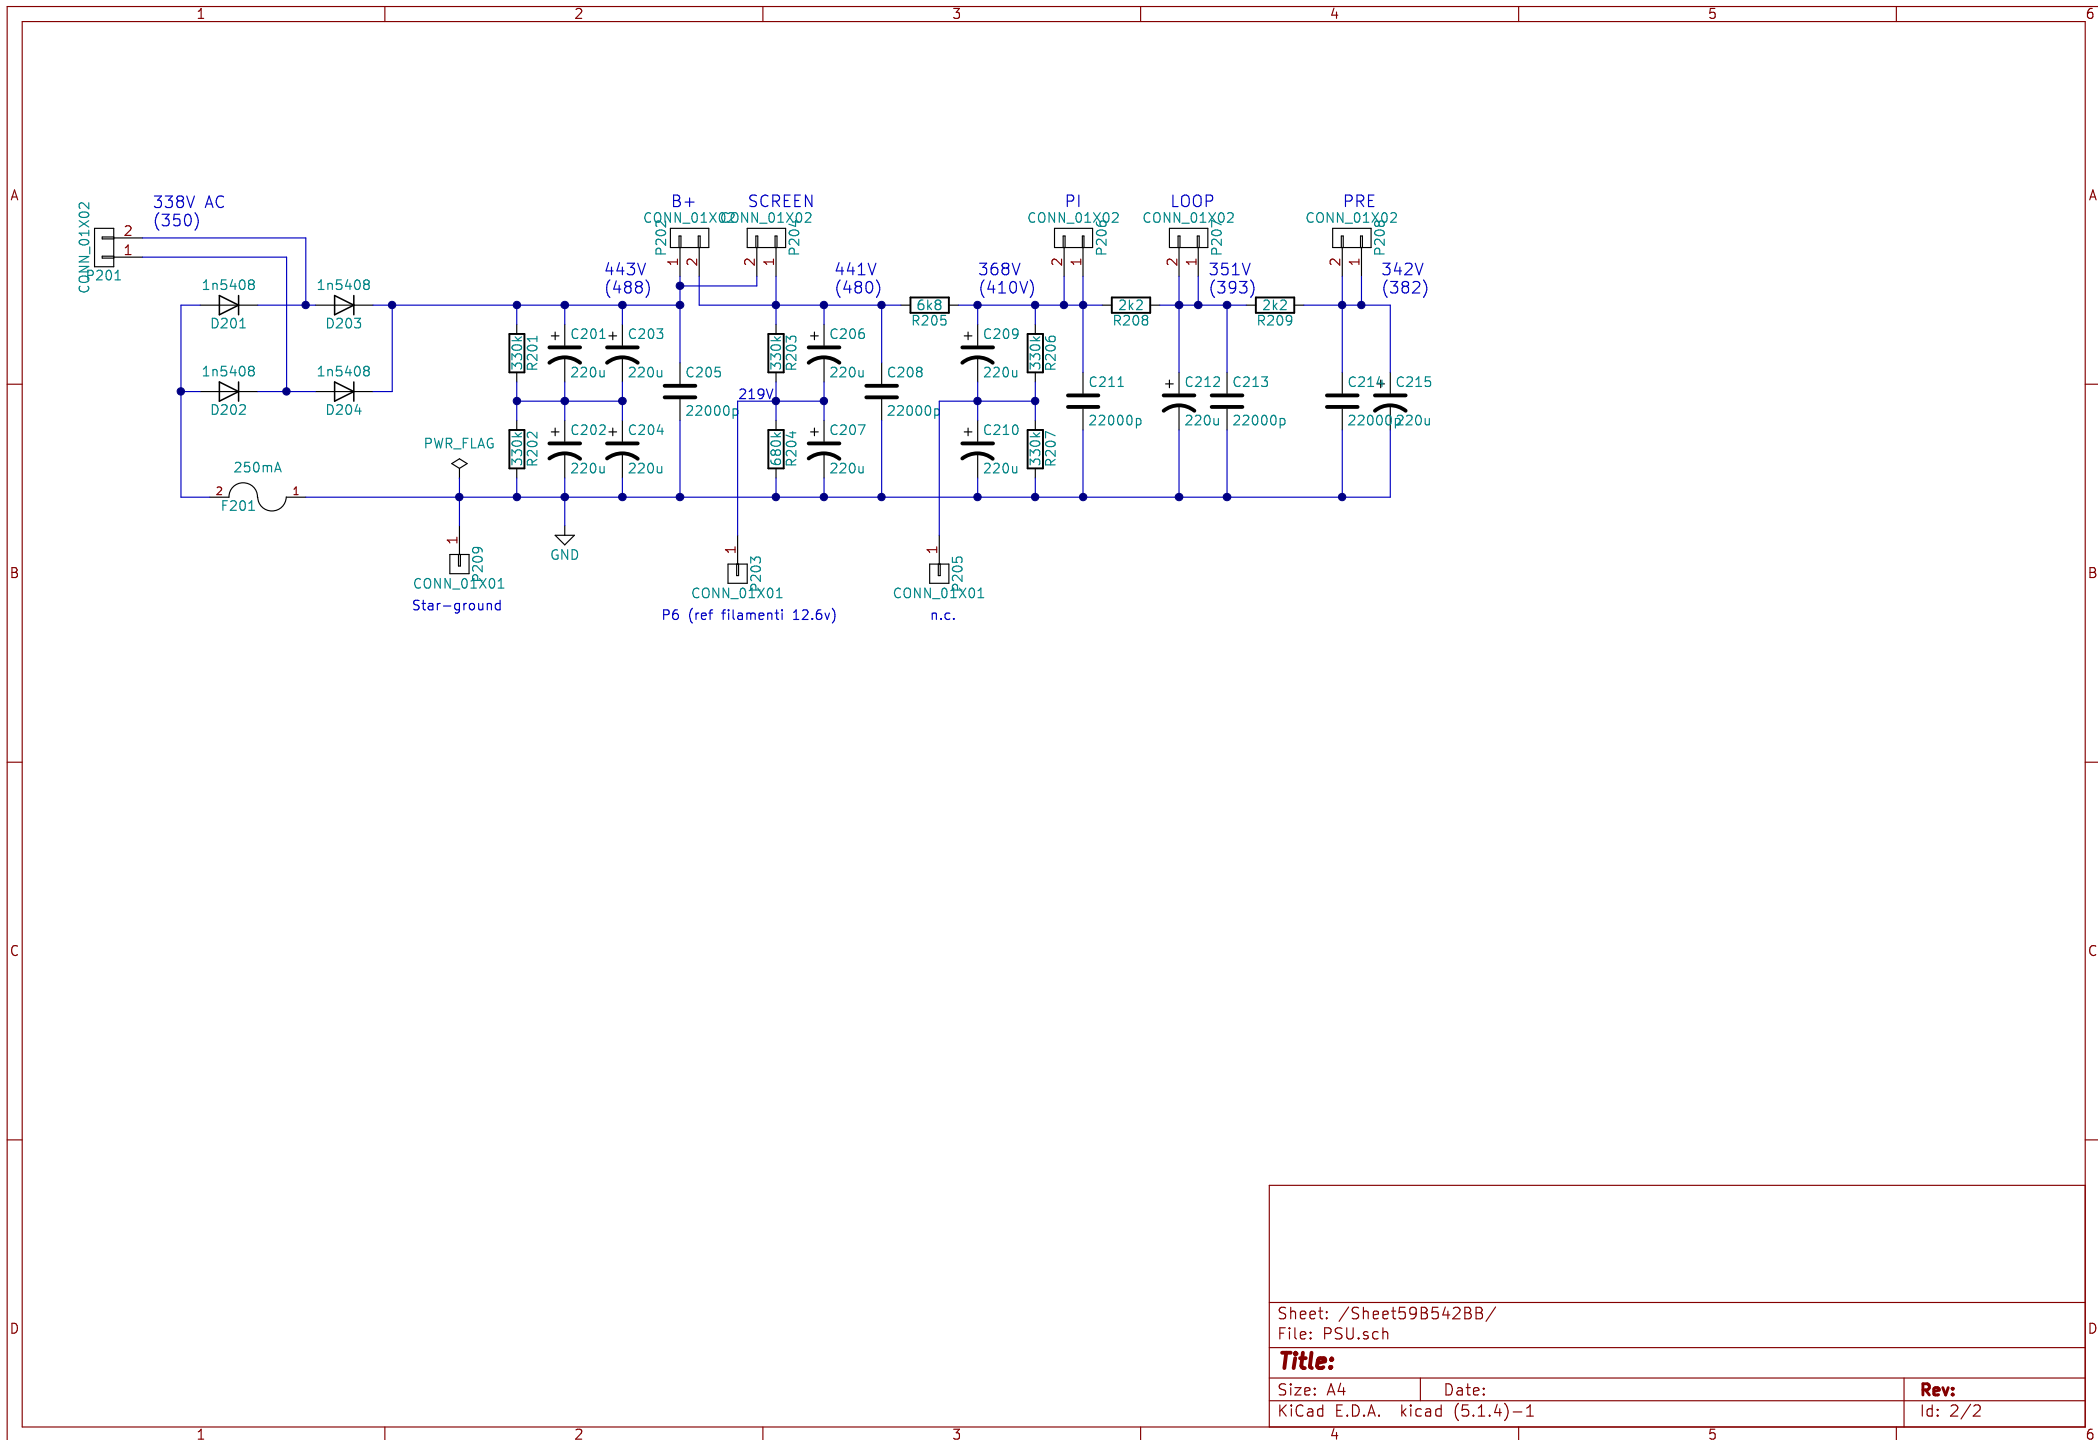 1 2 3 4 5 6
A A
B B
C C
D D
338V AC
(350)
CONN_01X02
P201
2
1
1n5408
D201
1n5408
D203
1n5408
D202
1n5408
D204
250mA
F201
2 1
PWR_FLAG
1
P209
CONN_01X01
Star-ground
GND
443V
(488)
330k
R201
330k
R202
C201
220u
C203
220u
C202
220u
C204
220u
B+
CONN_01X02
P202
1 2
C205
22000p
SCREEN
CONN_01X02
P204
2 1
441V
(480)
330k
R203
219V
680k
R204
C206
220u
C207
220u
C208
22000p
1
P203
CONN_01X01
P6 (ref filamenti 12.6v)
6k8
R205
368V
(410V)
C209
220u
C210
220u
330k
R206
330k
R207
1
P205
CONN_01X01
n.c.
PI
CONN_01X02
P206
2 1
C211
22000p
2k2
R208
LOOP
CONN_01X02
P207
2 1
351V
(393)
C212
220u
C213
22000p
2k2
R209
PRE
CONN_01X02
P208
2 1
342V
(382)
C214
22000p
C215
220u
Sheet: /Sheet59B542BB/
File: PSU.sch
Title:
Size: A4 Date: Rev:
KiCad E.D.A. kicad (5.1.4)-1 Id: 2/2
1 2 3 4 5 6